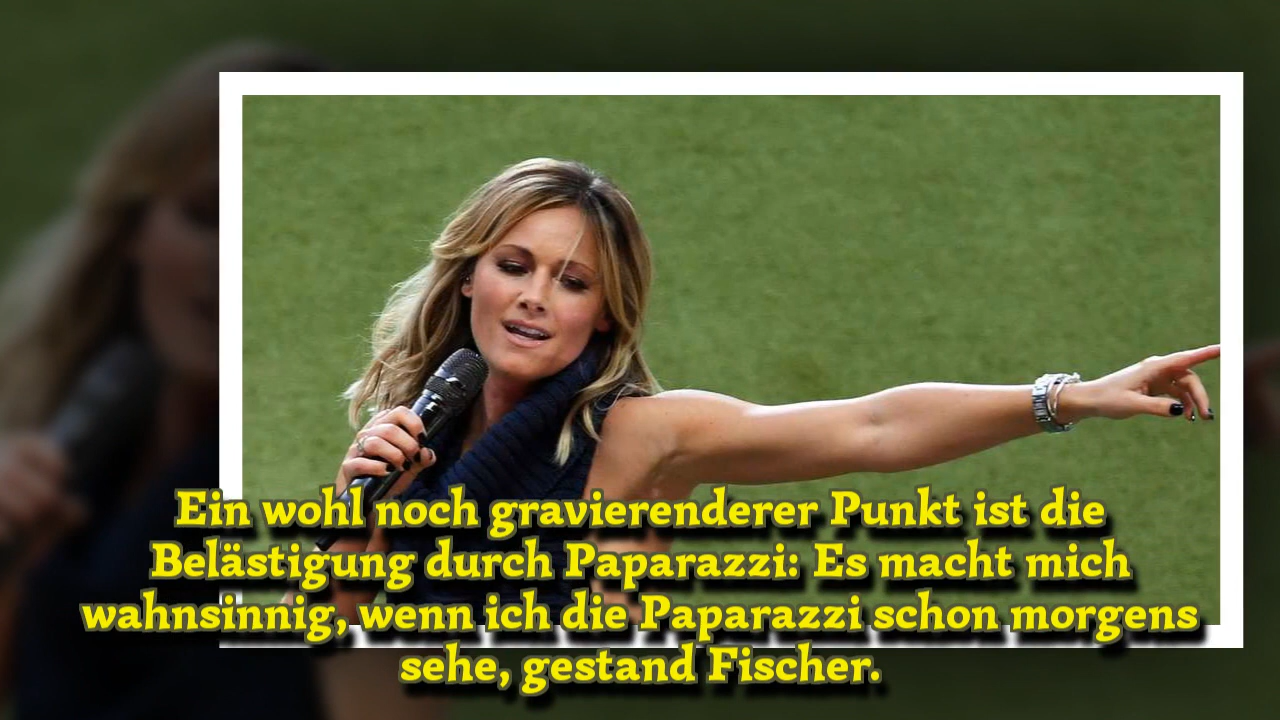 Ein wohl noch gravierenderer Punkt ist die
Belästigung durch Paparazzi: Es macht mich
wahnsinnig, wenn ich die Paparazzi schon morgens
sehe, gestand Fischer.